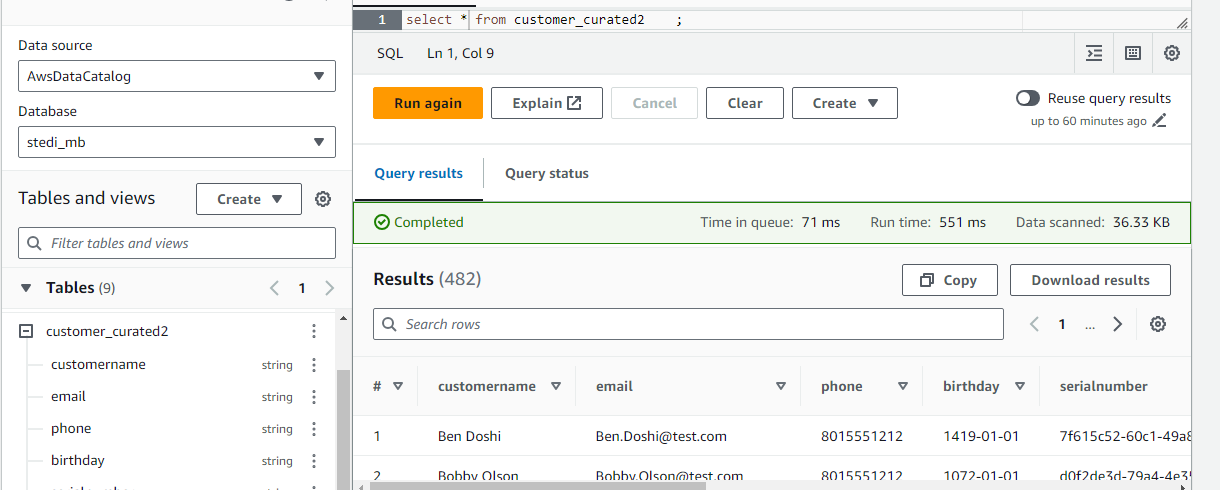 1 select * from customer_curated2 ;
SQL Ln 1, Col 9
Data source
AwsDataCatalog
Database
stedi_mb
Tables and views Create
Filter tables and views
Tables (9) 1
customer_curated2
customername string
email string
phone string
birthday string
Run again Explain Cancel Clear Create
Reuse query results
up to 60 minutes ago
Query results Query status
Completed Time in queue: 71 ms Run time: 551 ms Data scanned: 36.33 KB
Results (482) Copy Download results
Search rows 1 ...
# customername email phone birthday serialnumber
1 Ben Doshi Ben.Doshi@test.com 8015551212 1419-01-01 7f615c52-60c1-49a8
2 Bobby Olson Bobby.Olson@test.com 8015551212 1072-01-01 d0f2de3d-79a4-4e35